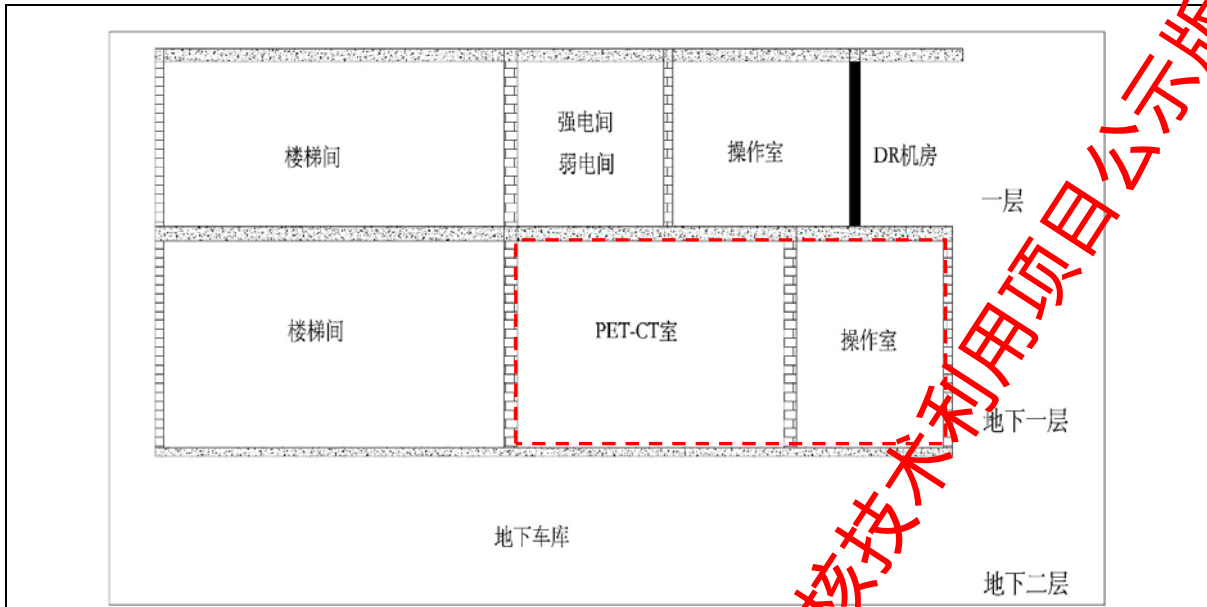 强电间
弱电间
楼梯间
操作室
DR机房
一层
楼梯间
PET-CT室
操作室
地下一层
地下车库
地下二层
核技术利用项目公示版